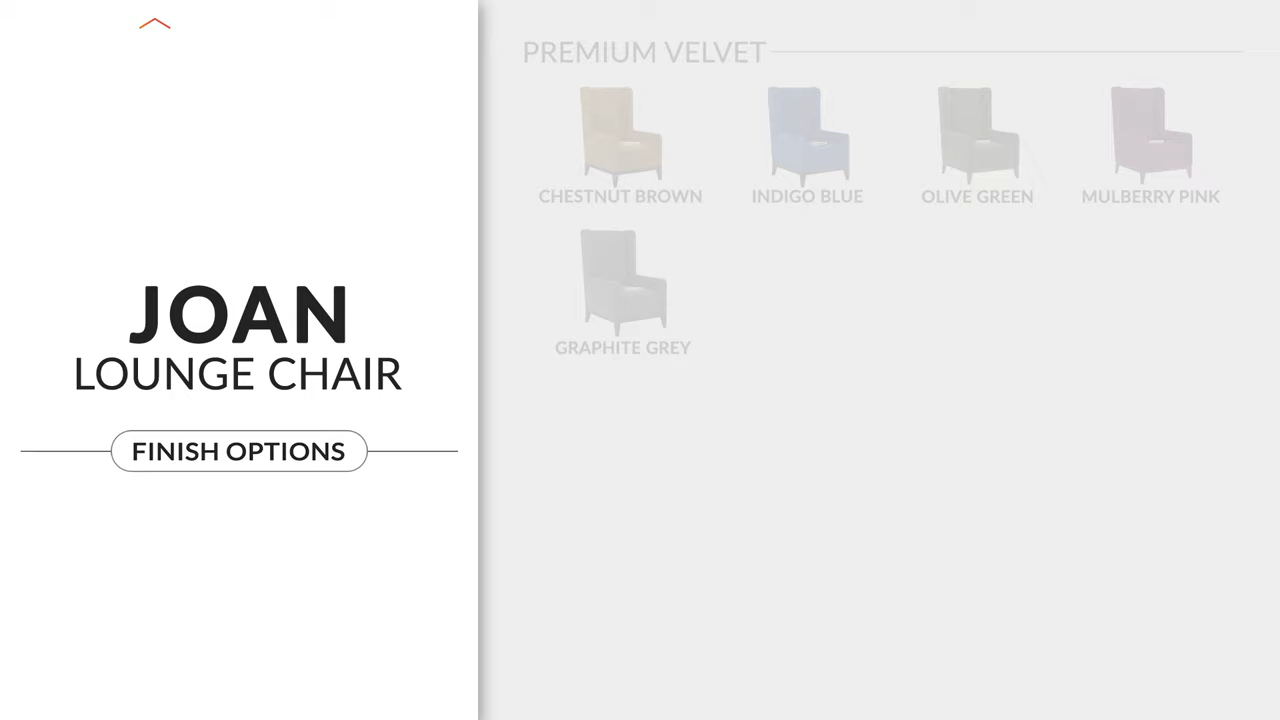 JOAN
LOUNGE CHAIR
FINISH OPTIONS
PREMIUM VELVET
CHESTNUT BROWN
INDIGO BLUE
OLIVE GREEN
MULBERRY PINK
GRAPHITE GREY